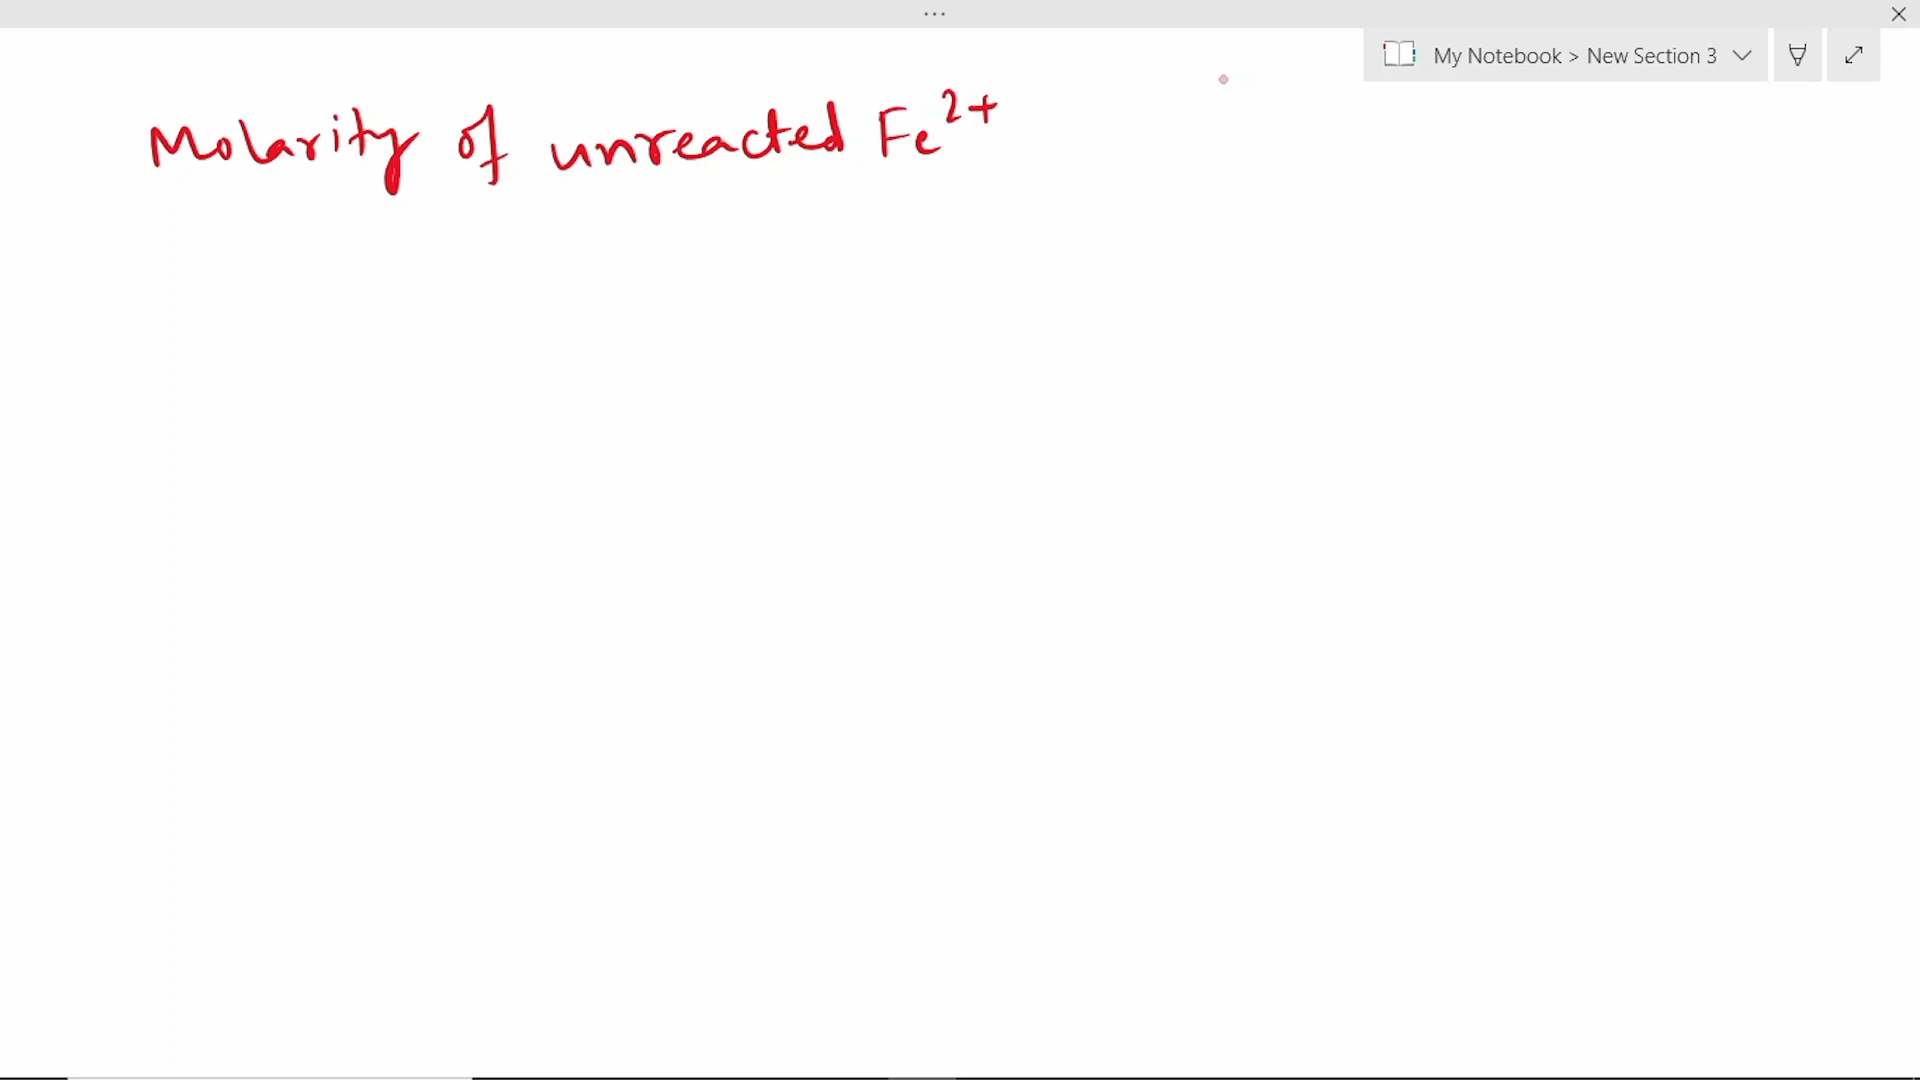 ...
My Notebook > New Section 3
Molarity of unreacted Fe²⁺